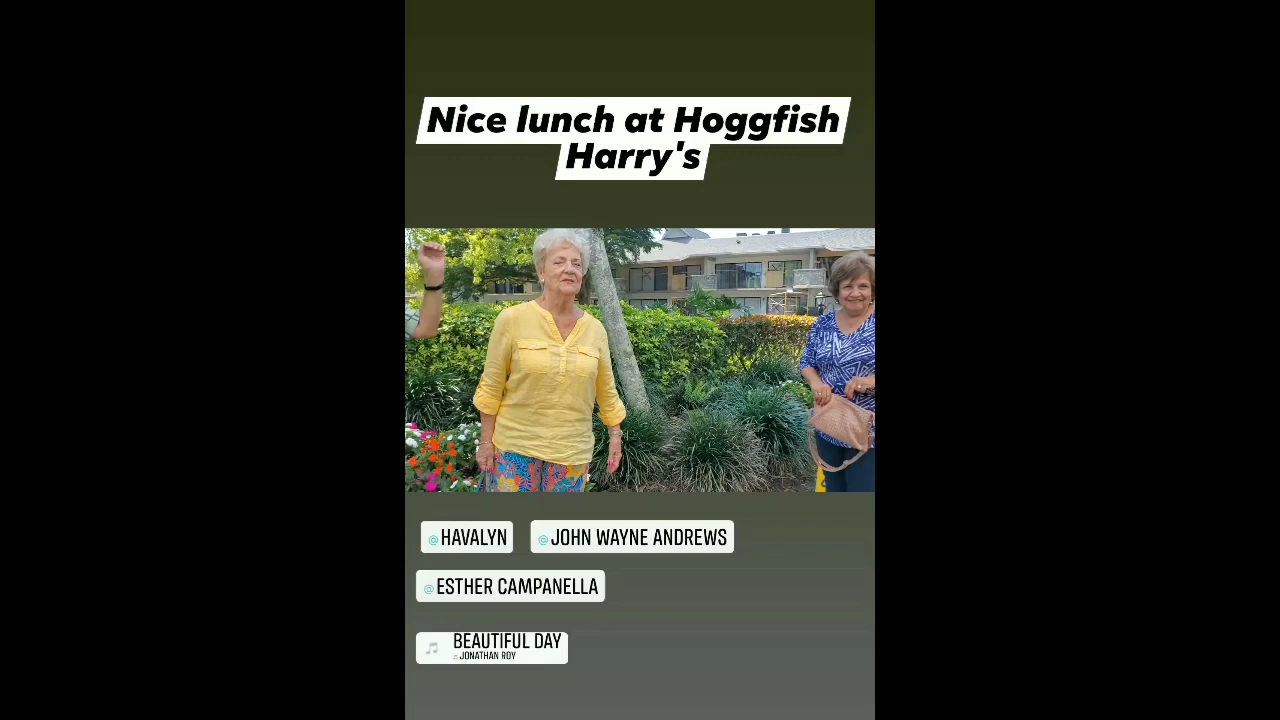 Nice lunch at Hoggfish
Harry's
@HAVALYN @JOHN WAYNE ANDREWS
@ESTHER CAMPANELLA
BEAUTIFUL DAY
JONATHAN ROY